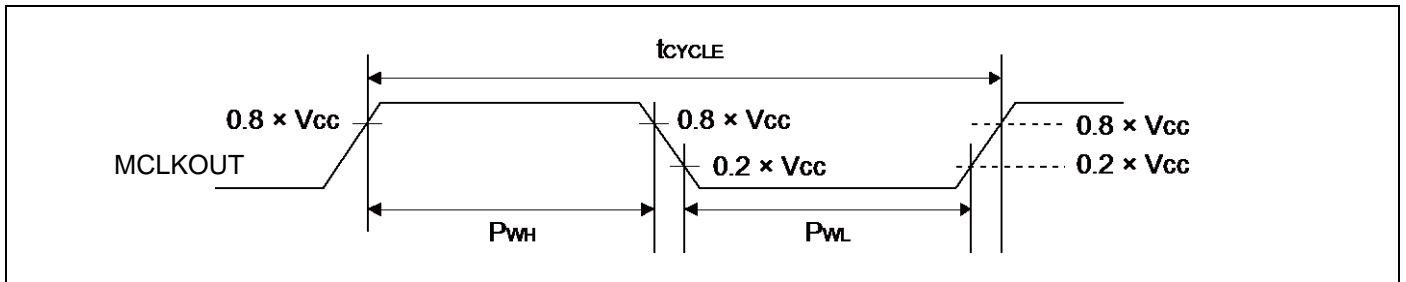 tCYCLE
0.8 × Vcc
0.8 × Vcc
0.8 × Vcc
MCLKOUT
0.2 × Vcc
0.2 × Vcc
PWH
PWL